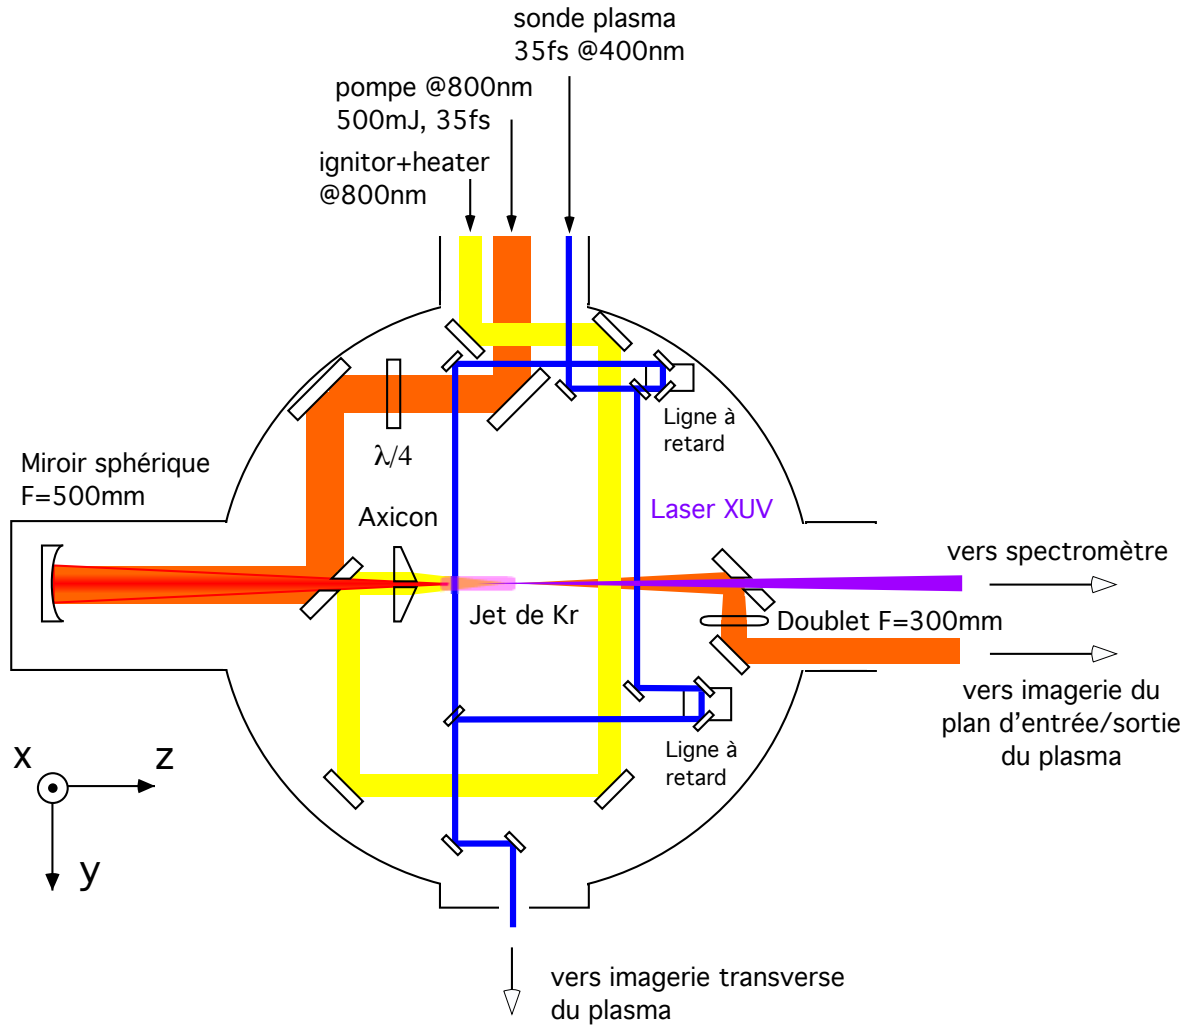 sonde plasma
35fs @400nm
pompe @800nm
500mJ, 35fs
ignitor+heater
@800nm
Ligne à
retard
λ/4
Miroir sphérique
F=500mm
Axicon
Laser XUV
vers spectromètre
Jet de Kr
Doublet F=300mm
vers imagerie du
plan d'entrée/sortie
du plasma
Ligne à
retard
x
z
y
vers imagerie transverse
du plasma